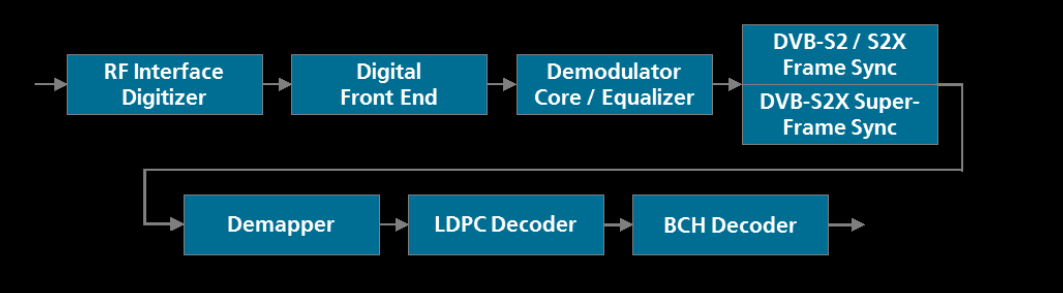 RF Interface
Digitizer
Digital
Front End
Demodulator
Core / Equalizer
DVB-S2 / S2X
Frame Sync
DVB-S2X Super-
Frame Sync
Demapper
LDPC Decoder
BCH Decoder